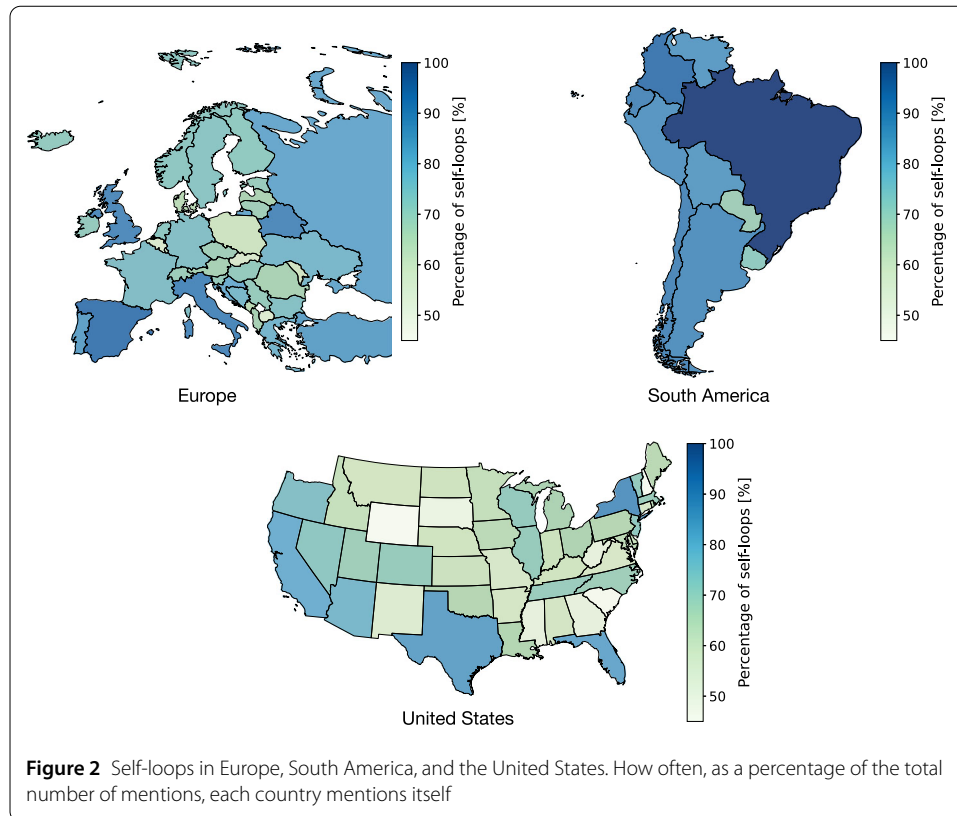 100
90
80
70
60
50
Percentage of self-loops [%]
Europe
100
90
80
70
60
50
Percentage of self-loops [%]
South America
100
90
80
70
60
50
Percentage of self-loops [%]
United States
Figure 2 Self-loops in Europe, South America, and the United States. How often, as a percentage of the total
number of mentions, each country mentions itself